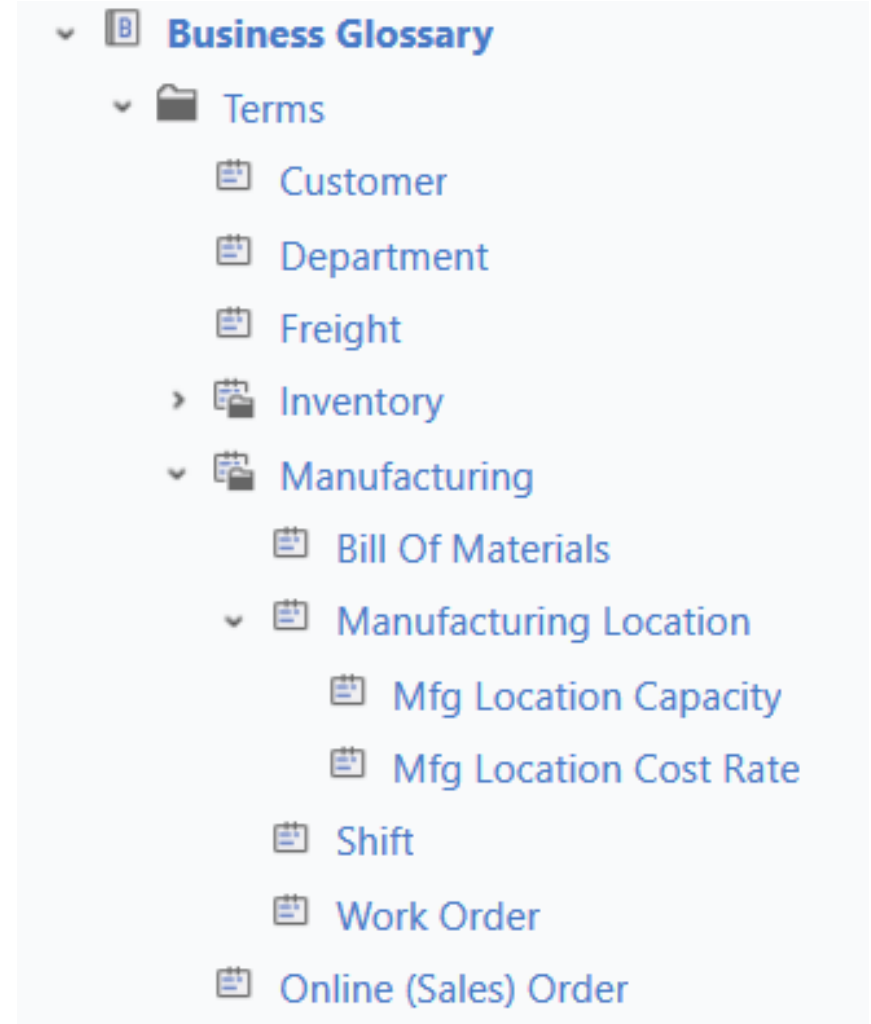 Business Glossary
Terms
Customer
Department
Freight
Inventory
Manufacturing
Bill Of Materials
Manufacturing Location
Mfg Location Capacity
Mfg Location Cost Rate
Shift
Work Order
Online (Sales) Order